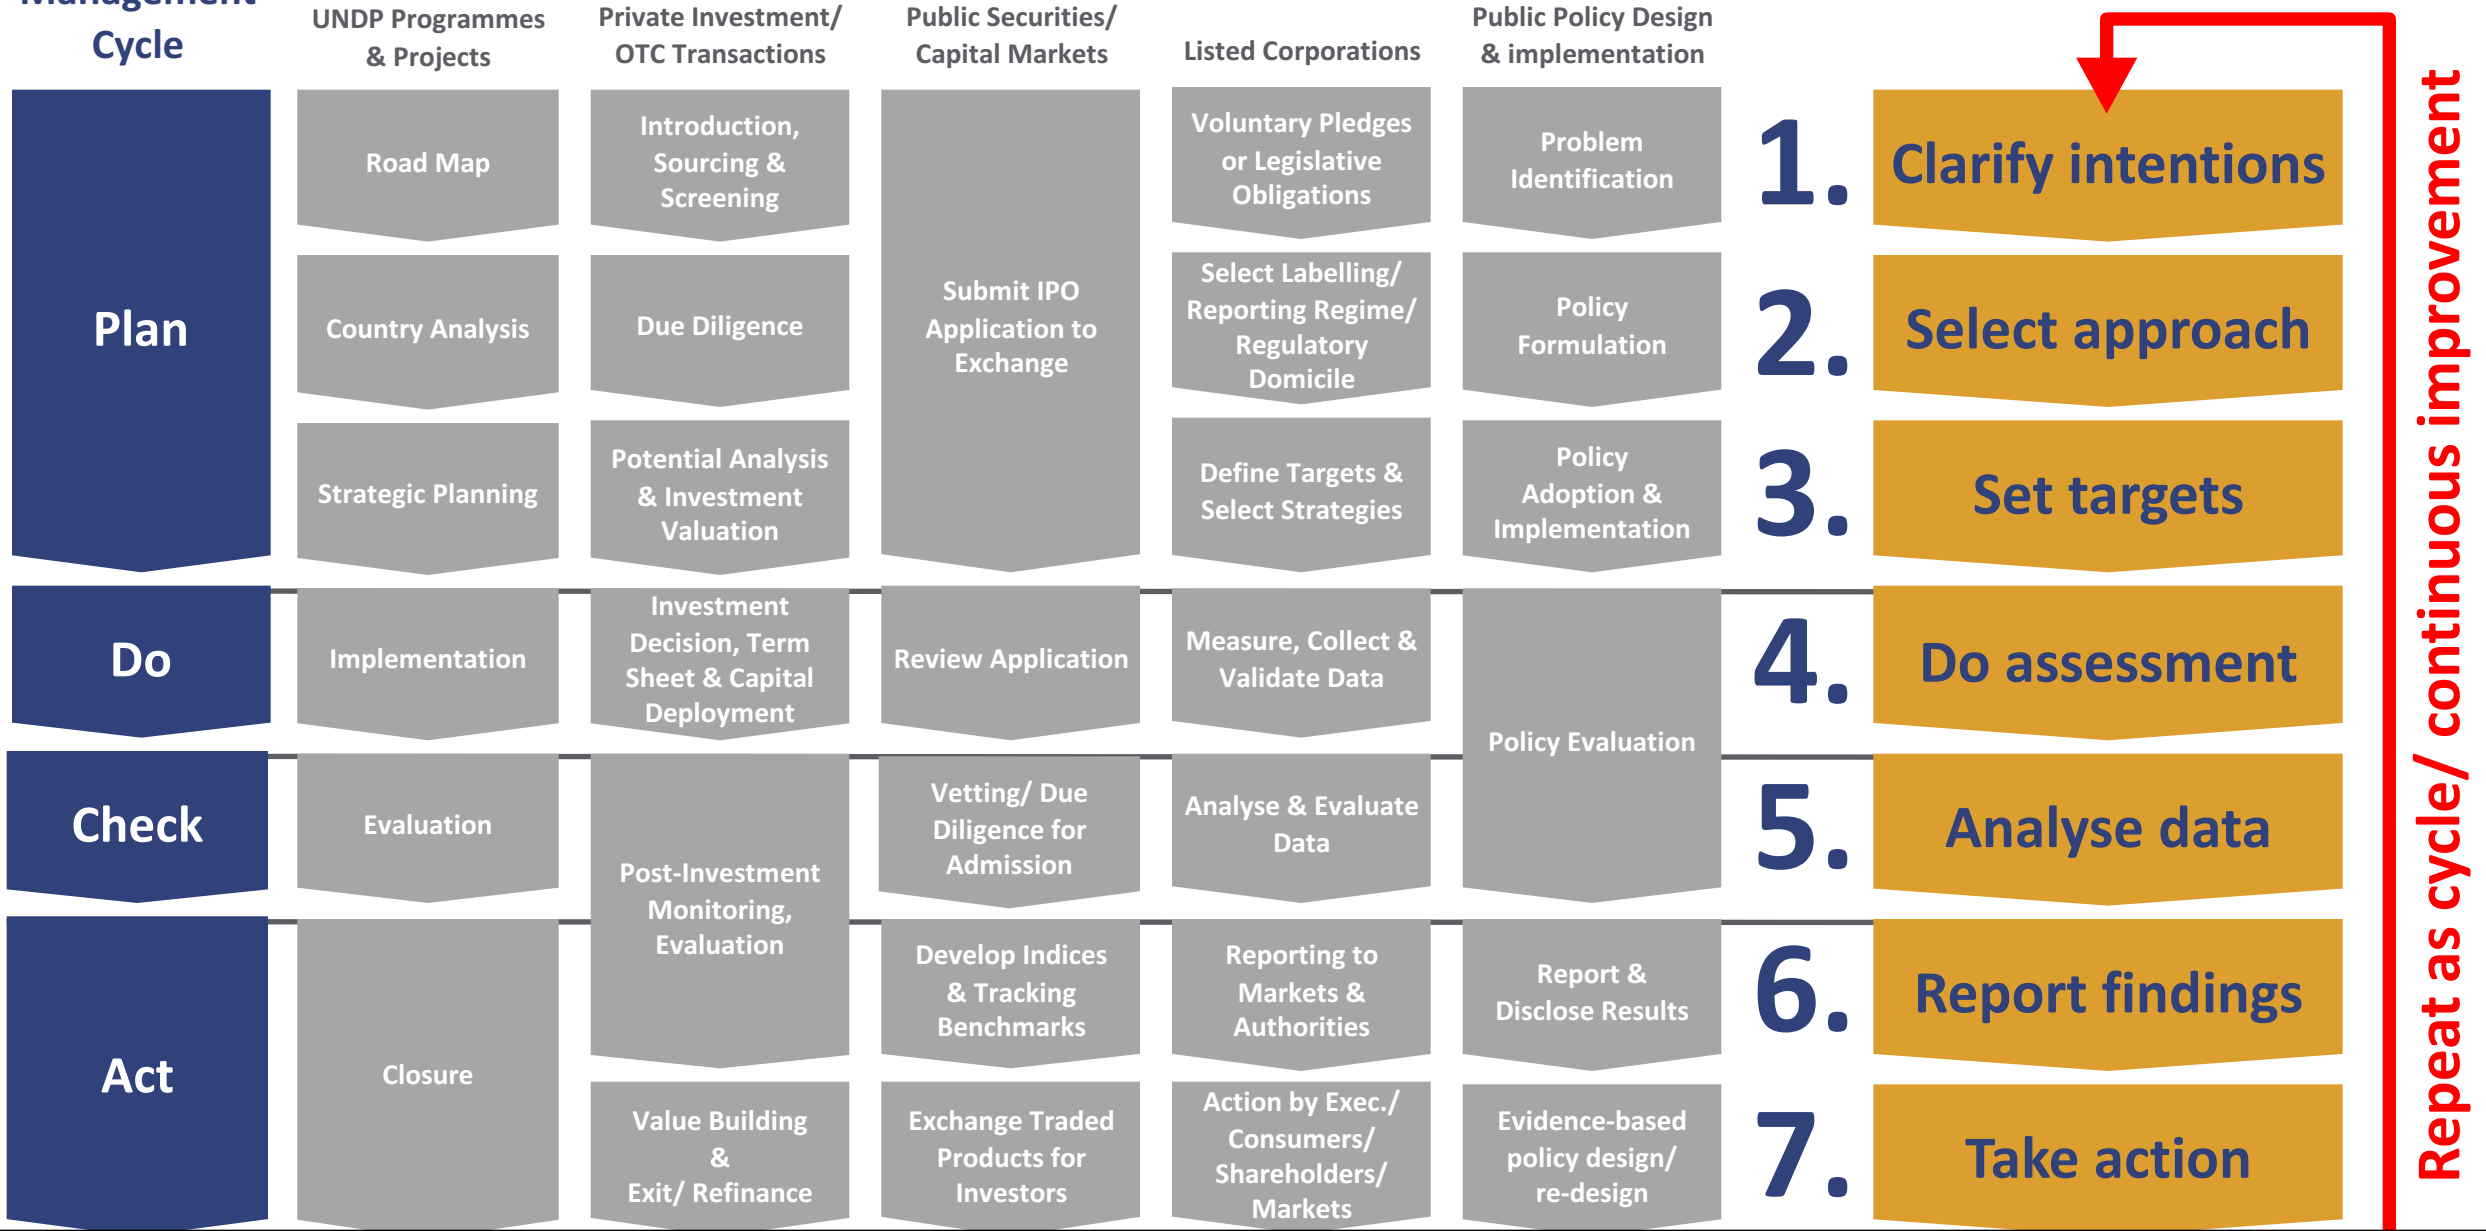 Management
Cycle
UNDP Programmes
& Projects
Private Investment/
OTC Transactions
Public Securities/
Capital Markets
Listed Corporations
Public Policy Design
& implementation
Plan
Road Map
Introduction,
Sourcing &
Screening
Submit IPO
Application to
Exchange
Voluntary Pledges
or Legislative
Obligations
Problem
Identification
1.
Clarify intentions
Country Analysis
Due Diligence
Select Labelling/
Reporting Regime/
Regulatory
Domicile
Policy
Formulation
2.
Select approach
Strategic Planning
Potential Analysis
& Investment
Valuation
Define Targets &
Select Strategies
Policy
Adoption &
Implementation
3.
Set targets
Do
Implementation
Investment
Decision, Term
Sheet & Capital
Deployment
Review Application
Measure, Collect &
Validate Data
Policy Evaluation
4.
Do assessment
Check
Evaluation
Post-Investment
Monitoring,
Evaluation
Vetting/ Due
Diligence for
Admission
Analyse & Evaluate
Data
5.
Analyse data
Act
Closure
Develop Indices
& Tracking
Benchmarks
Reporting to
Markets &
Authorities
Report &
Disclose Results
6.
Report findings
Value Building
&
Exit/ Refinance
Exchange Traded
Products for
Investors
Action by Exec./
Consumers/
Shareholders/
Markets
Evidence-based
policy design/
re-design
7.
Take action
Repeat as cycle/ continuous improvement